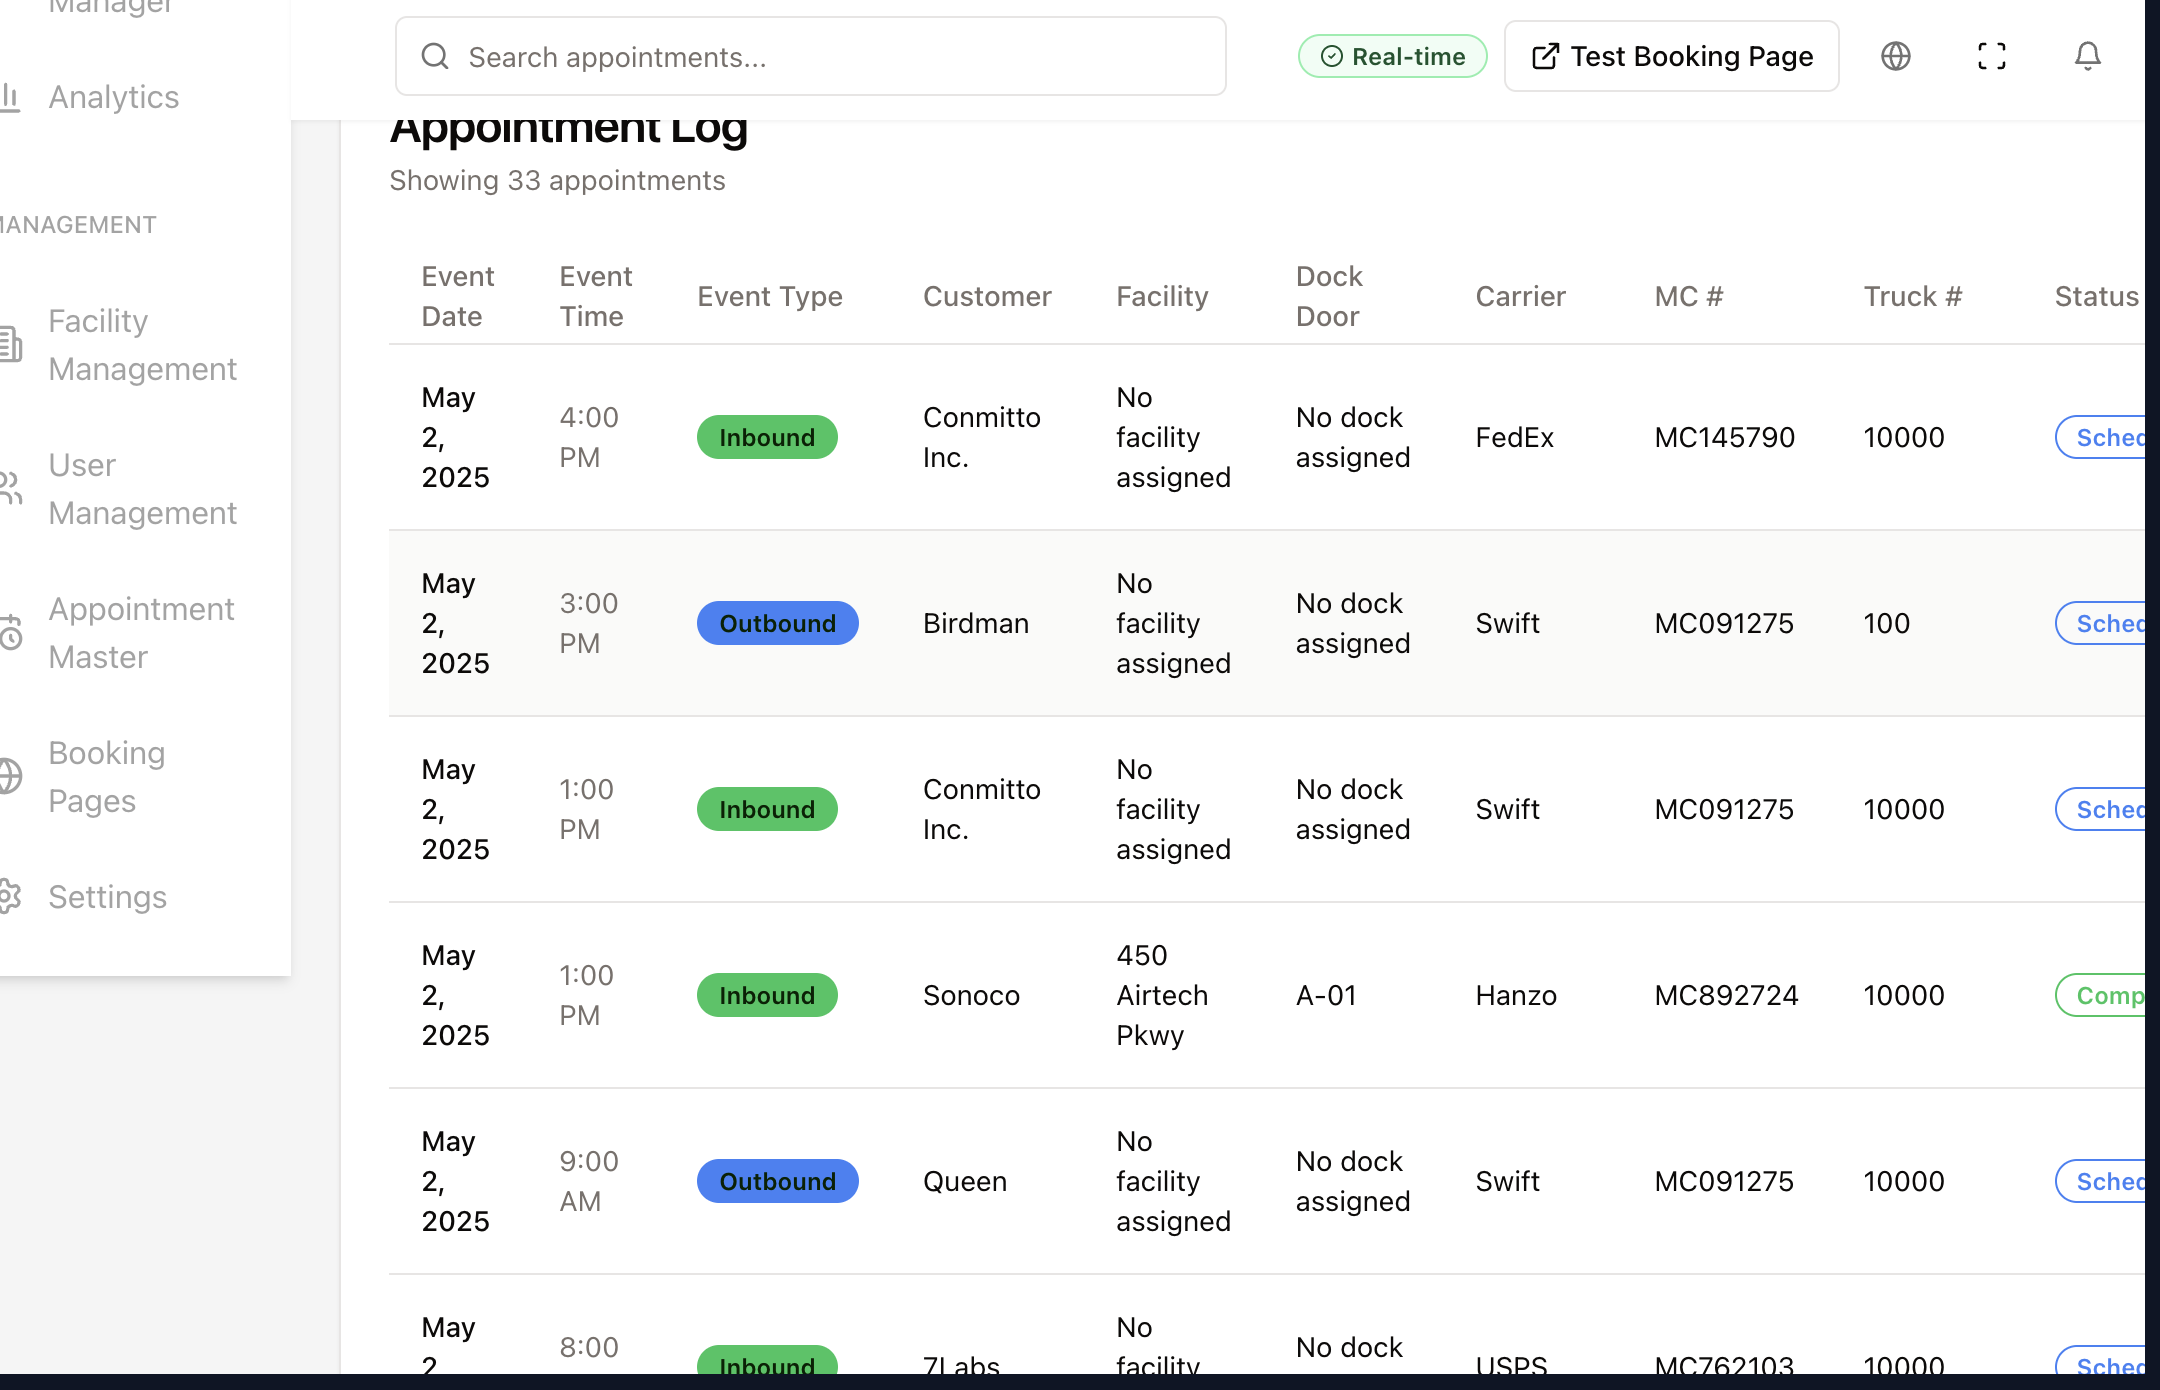 Manager
Analytics
MANAGEMENT
Facility
Management
User
Management
Appointment
Master
Booking
Pages
Settings
Search appointments...
Real-time
Test Booking Page
Appointment Log
Showing 33 appointments
Event Date
Event Time
Event Type
Customer
Facility
Dock Door
Carrier
MC #
Truck #
Status
May 2, 2025
4:00 PM
Inbound
Conmitto Inc.
No facility assigned
No dock assigned
FedEx
MC145790
10000
Sched
May 2, 2025
3:00 PM
Outbound
Birdman
No facility assigned
No dock assigned
Swift
MC091275
100
Sched
May 2, 2025
1:00 PM
Inbound
Conmitto Inc.
No facility assigned
No dock assigned
Swift
MC091275
10000
Sched
May 2, 2025
1:00 PM
Inbound
Sonoco
450 Airtech Pkwy
A-01
Hanzo
MC892724
10000
Comp
May 2, 2025
9:00 AM
Outbound
Queen
No facility assigned
No dock assigned
Swift
MC091275
10000
Sched
May 2
8:00
Inbound
7Labs
No facility
No dock
USPS
MC762103
10000
Sched